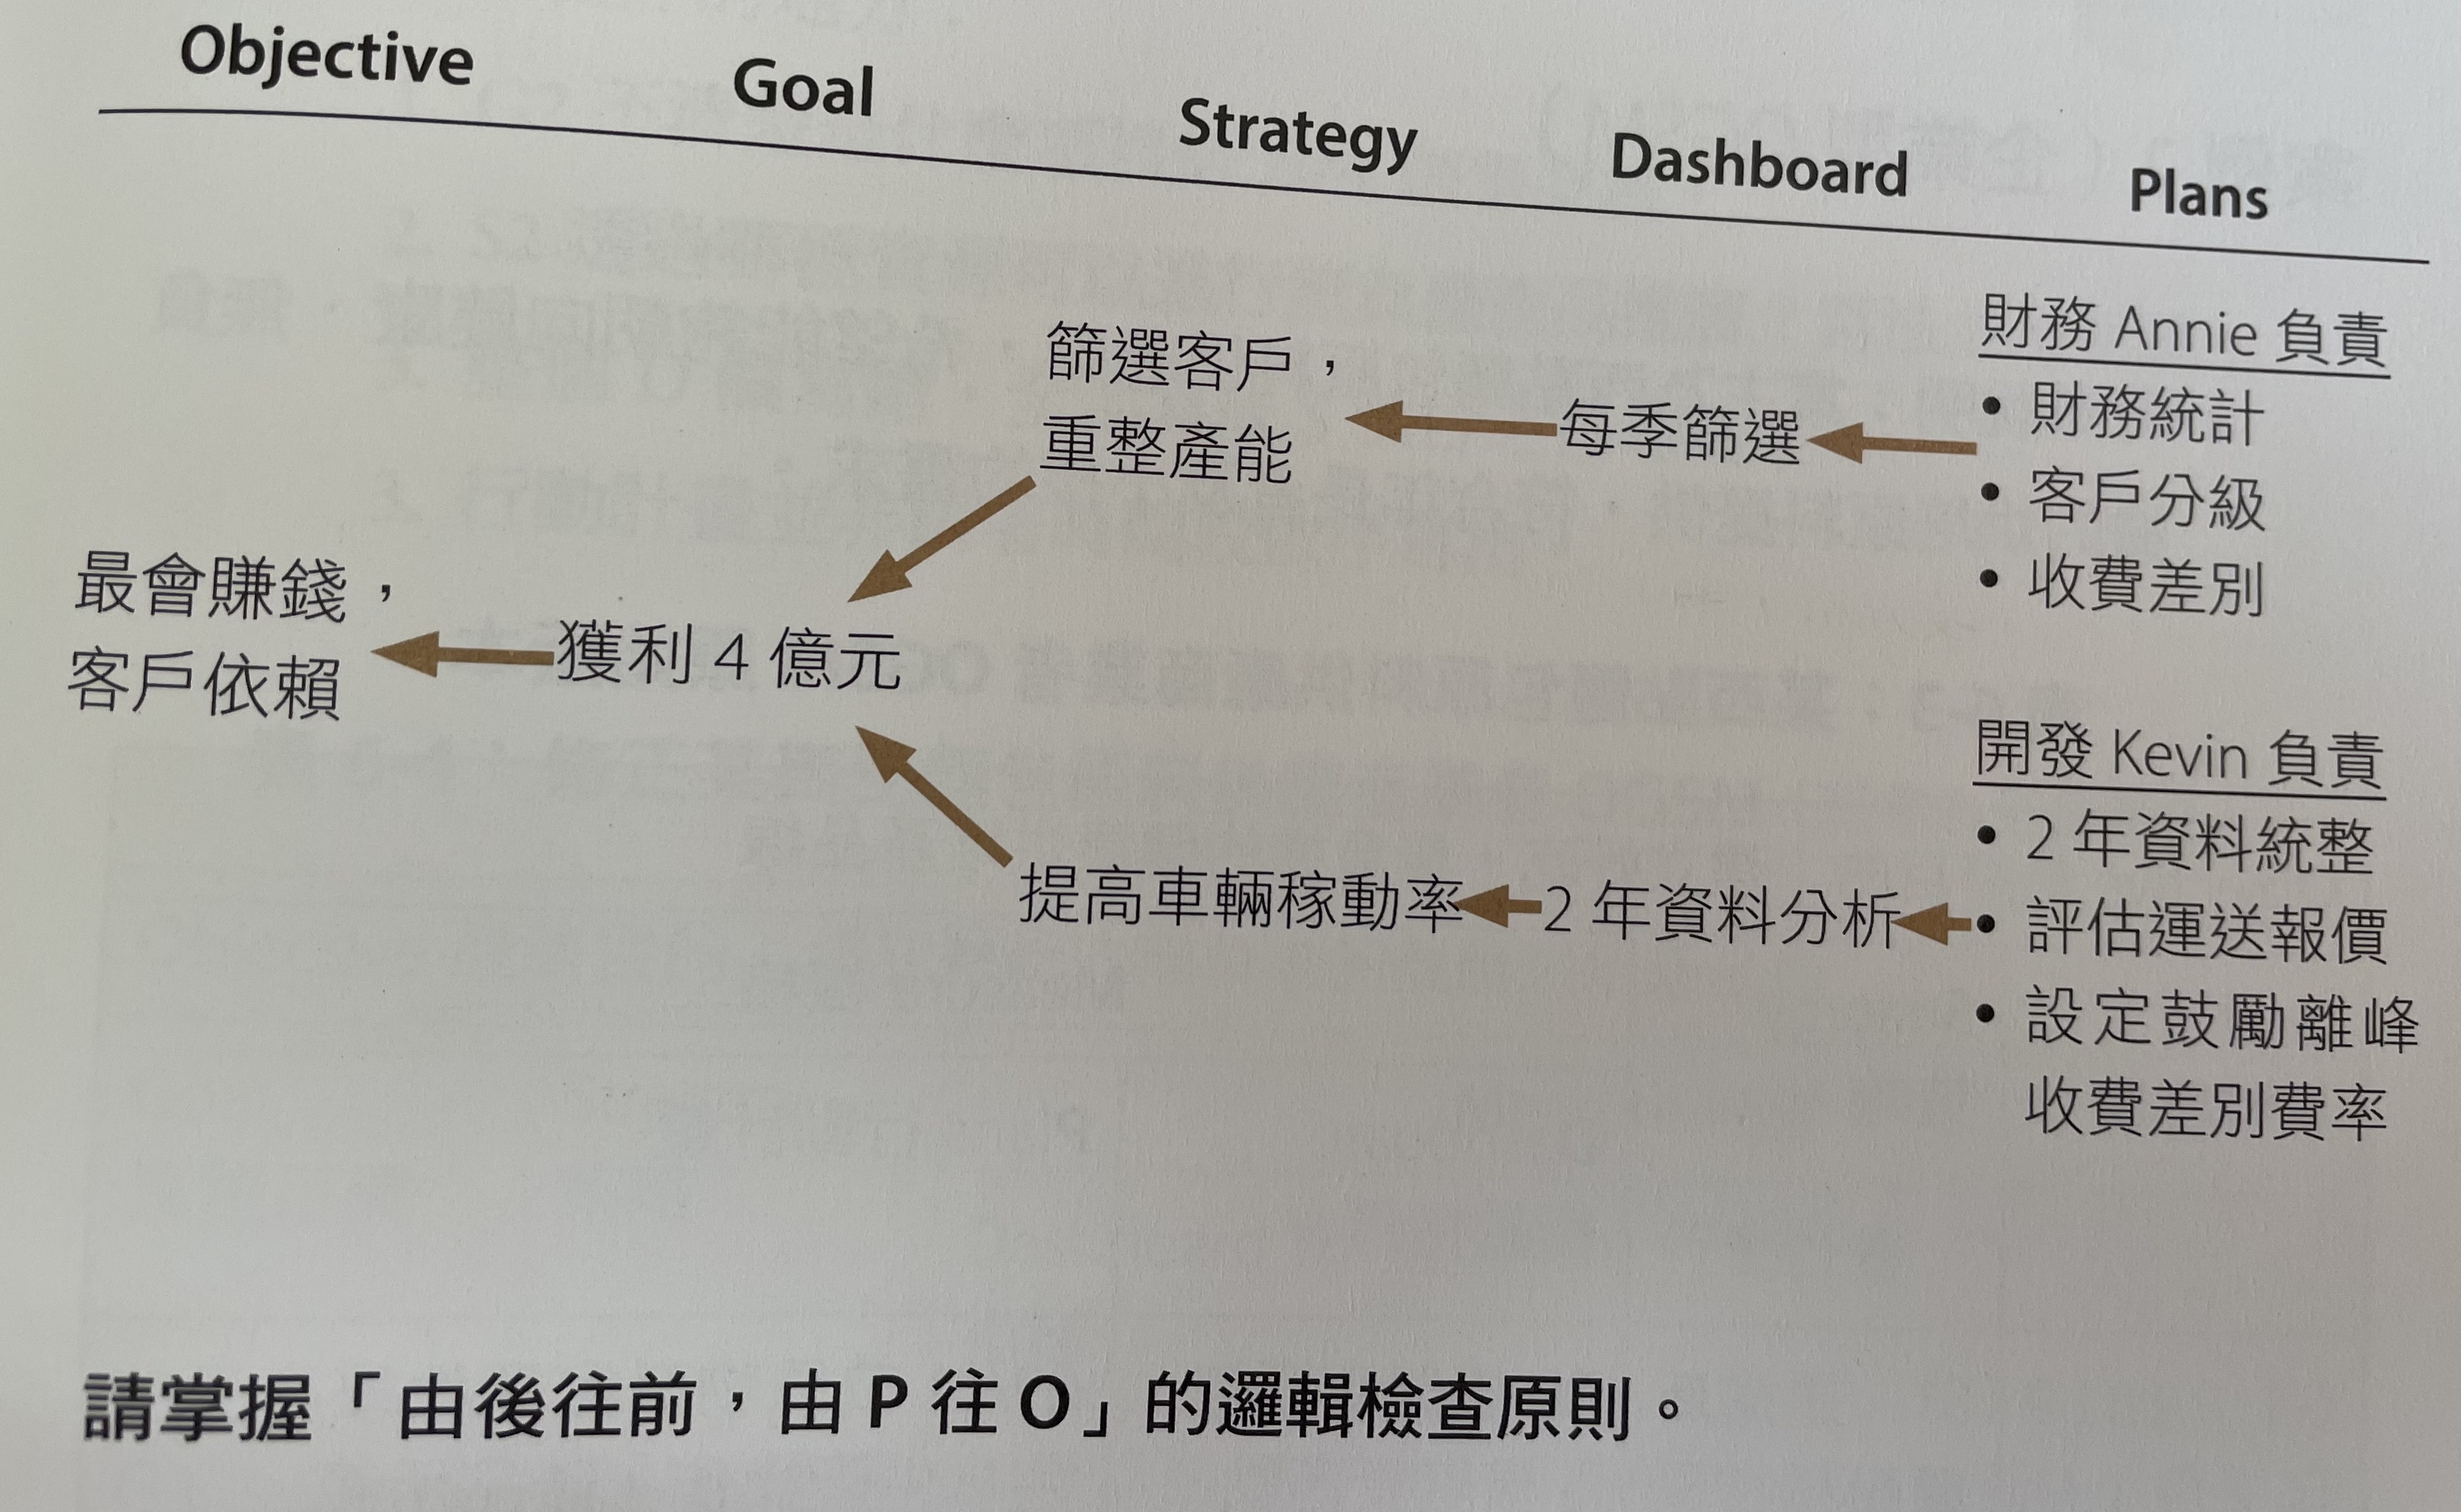 Objective
Goal
Strategy
Dashboard
Plans
最會賺錢，
客戶依賴
獲利 4 億元
篩選客戶，
重整產能
每季篩選
財務 Annie 負責
• 財務統計
• 客戶分級
• 收費差別
提高車輛稼動率
2 年資料分析
開發 Kevin 負責
• 2 年資料統整
• 評估運送報價
• 設定鼓勵離峰
收費差別費率
請掌握「由後往前，由 P 往 O」的邏輯檢查原則。